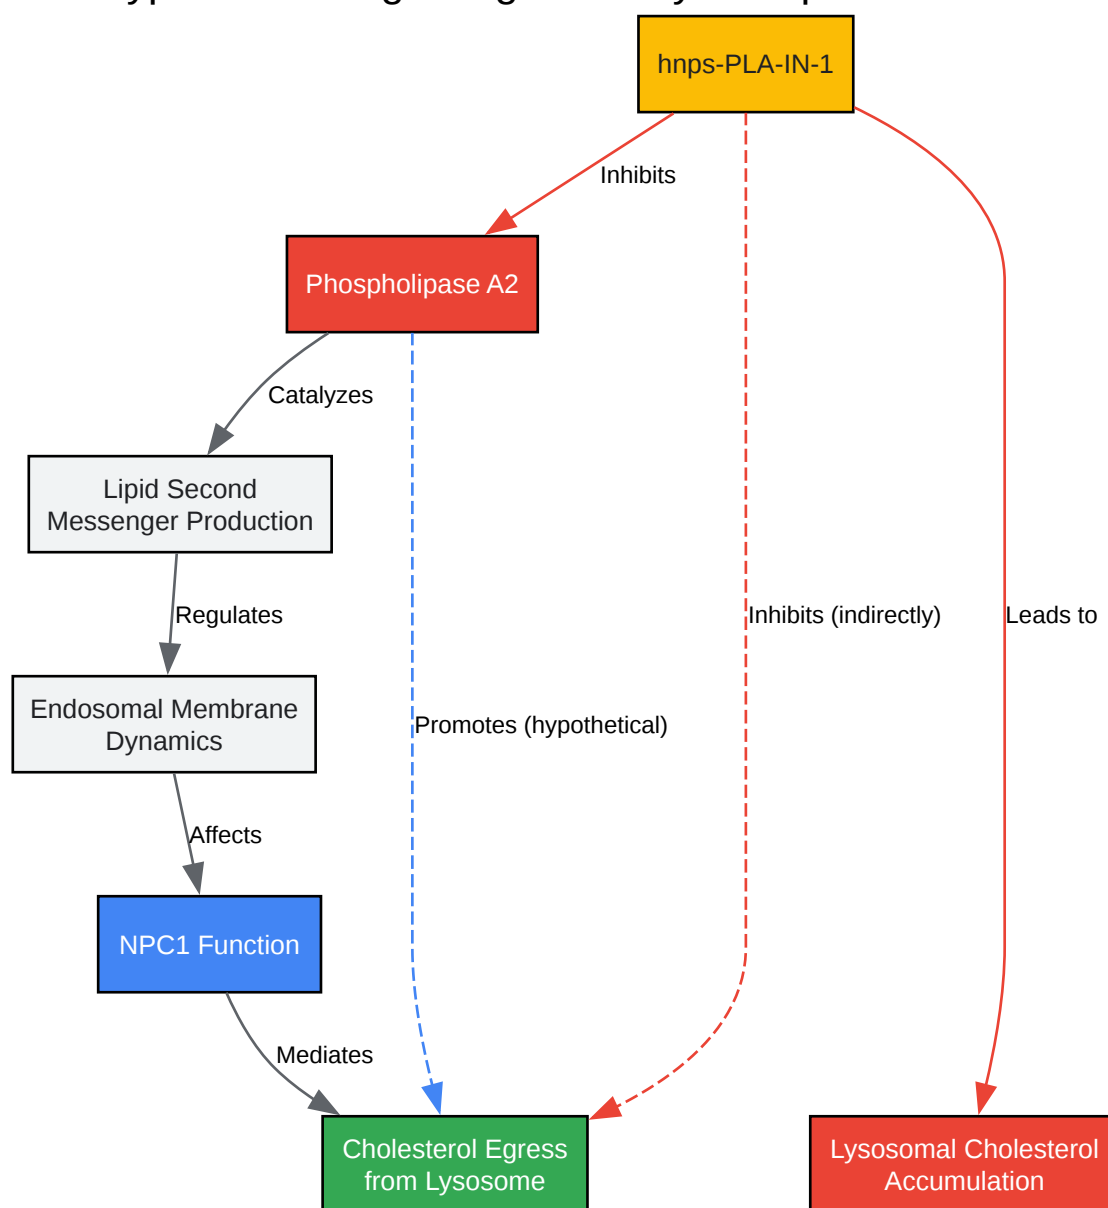 hnps-PLA-IN-1
Inhibits
Phospholipase A2
Catalyzes
Lipid Second
Messenger Production
Regulates
Inhibits (indirectly)
Leads to
Endosomal Membrane
Dynamics
Promotes (hypothetical)
Affects
NPC1 Function
Mediates
Cholesterol Egress
from Lysosome
Lysosomal Cholesterol
Accumulation